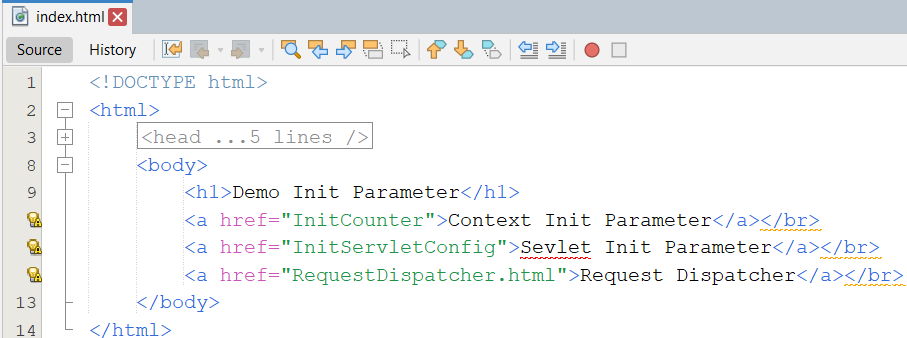 index.html
Source History
1 <!DOCTYPE html>
2 <html>
3 <head ...5 lines />
8 <body>
9 <h1>Demo Init Parameter</h1>
<a href="InitCounter">Context Init Parameter</a></br>
<a href="InitServletConfig">Sevlet Init Parameter</a></br>
<a href="RequestDispatcher.html">Request Dispatcher</a></br>
13 </body>
14 </html>